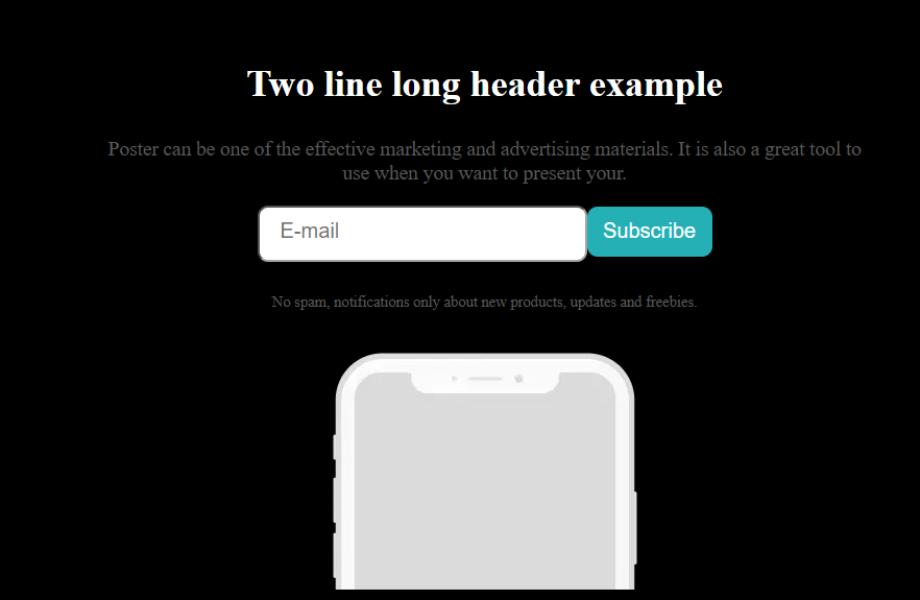 Two line long header example
Poster can be one of the effective marketing and advertising materials. It is also a great tool to
use when you want to present your.
E-mail
Subscribe
No spam, notifications only about new products, updates and freebies.